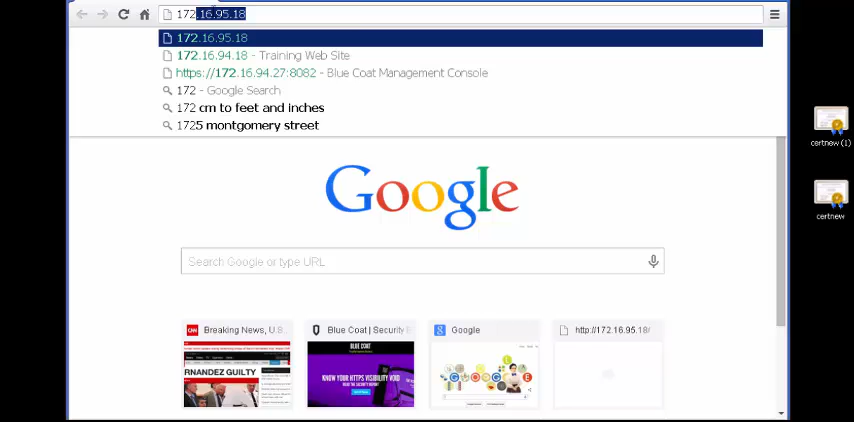 172.16.95.18
172.16.95.18
172.16.94.18 - Training Web Site
https://172.16.94.27:8082 - Blue Coat Management Console
172 - Google Search
172 cm to feet and inches
1725 montgomery street
certnew (1)
certnew
Google
Search Google or type URL
Breaking News, U.S
Blue Coat | Security
Google
http://172.16.95.18/
CNN
RNANDEZ GUILTY
BLUE COAT
KNOW YOUR HTTPS VISIBILITY VOID